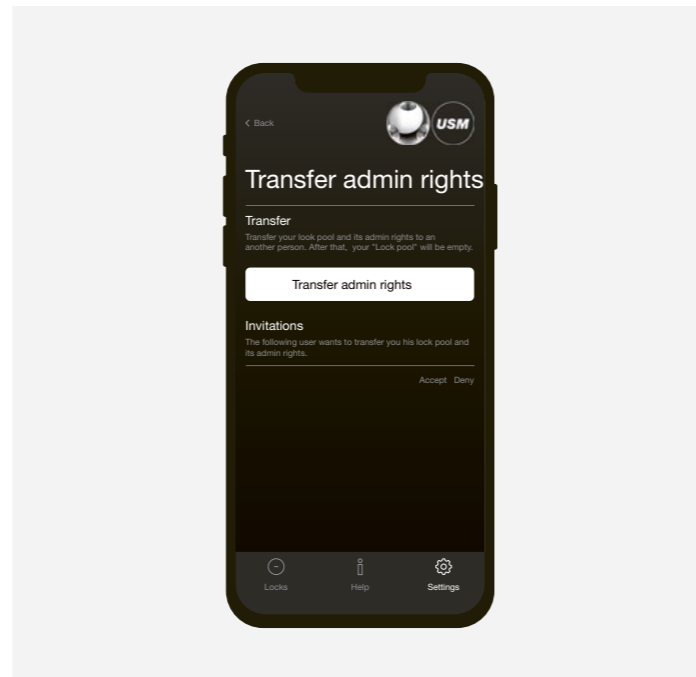 Back
USM
Transfer admin rights
Transfer
Transfer your look pool and its admin rights to an
another person. After that, your "Lock pool" will be empty.
Transfer admin rights
Invitations
The following user wants to transfer you his lock pool and
its admin rights.
Accept Deny
Locks Help Settings